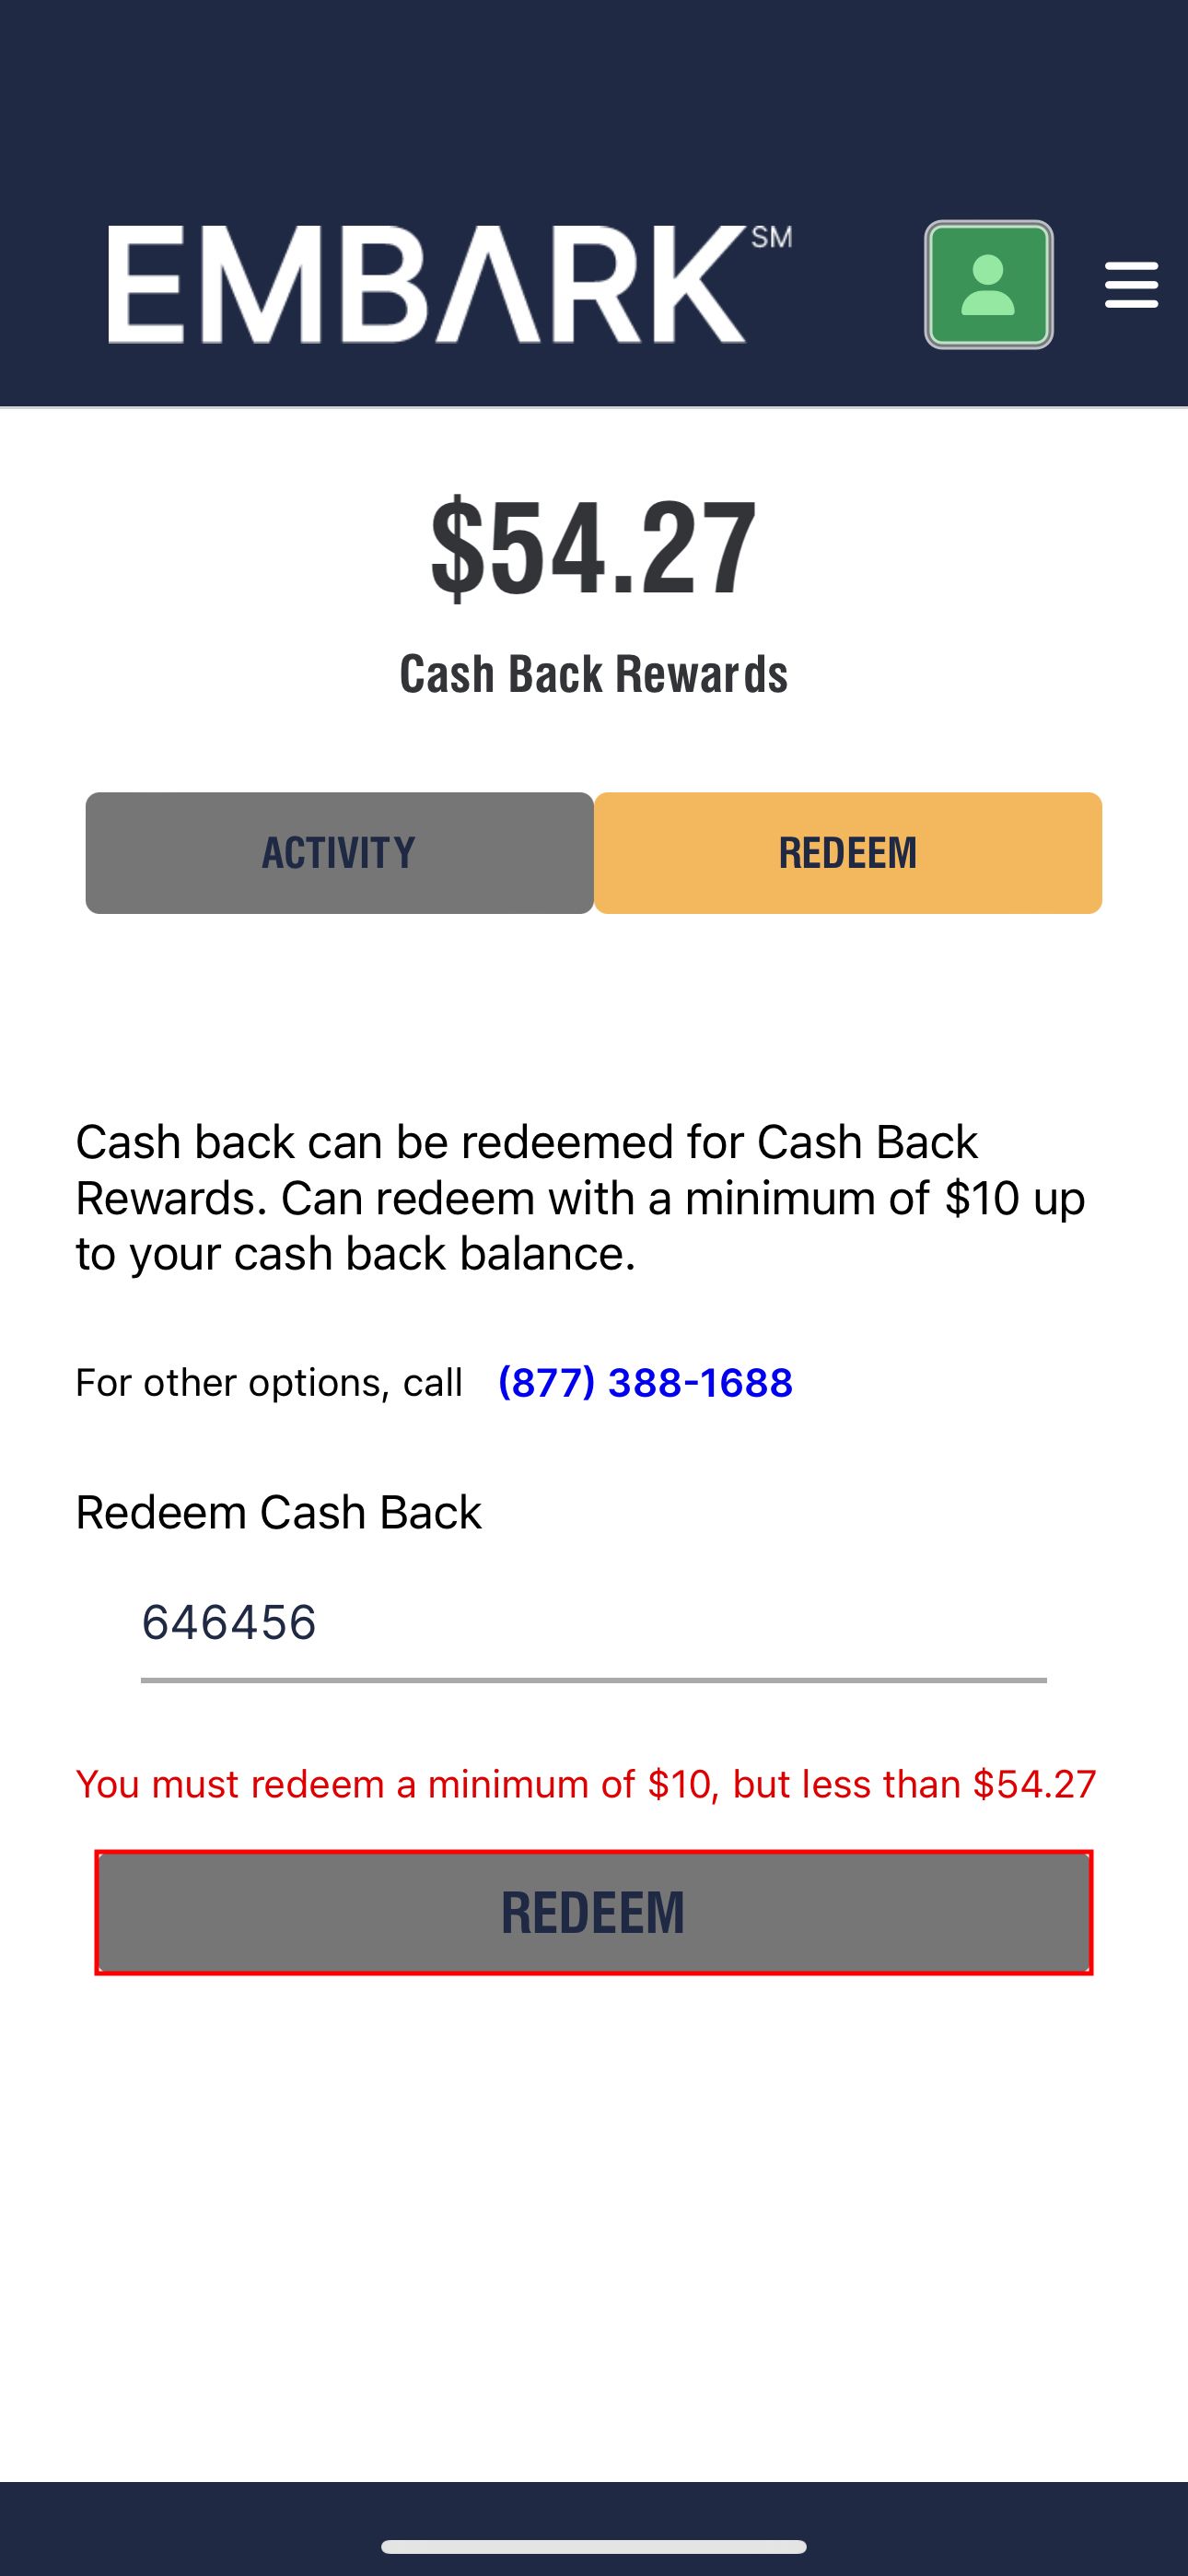 EMBARK SM
$54.27
Cash Back Rewards
ACTIVITY
REDEEM
Cash back can be redeemed for Cash Back
Rewards. Can redeem with a minimum of $10 up
to your cash back balance.
For other options, call (877) 388-1688
Redeem Cash Back
646456
You must redeem a minimum of $10, but less than $54.27
REDEEM